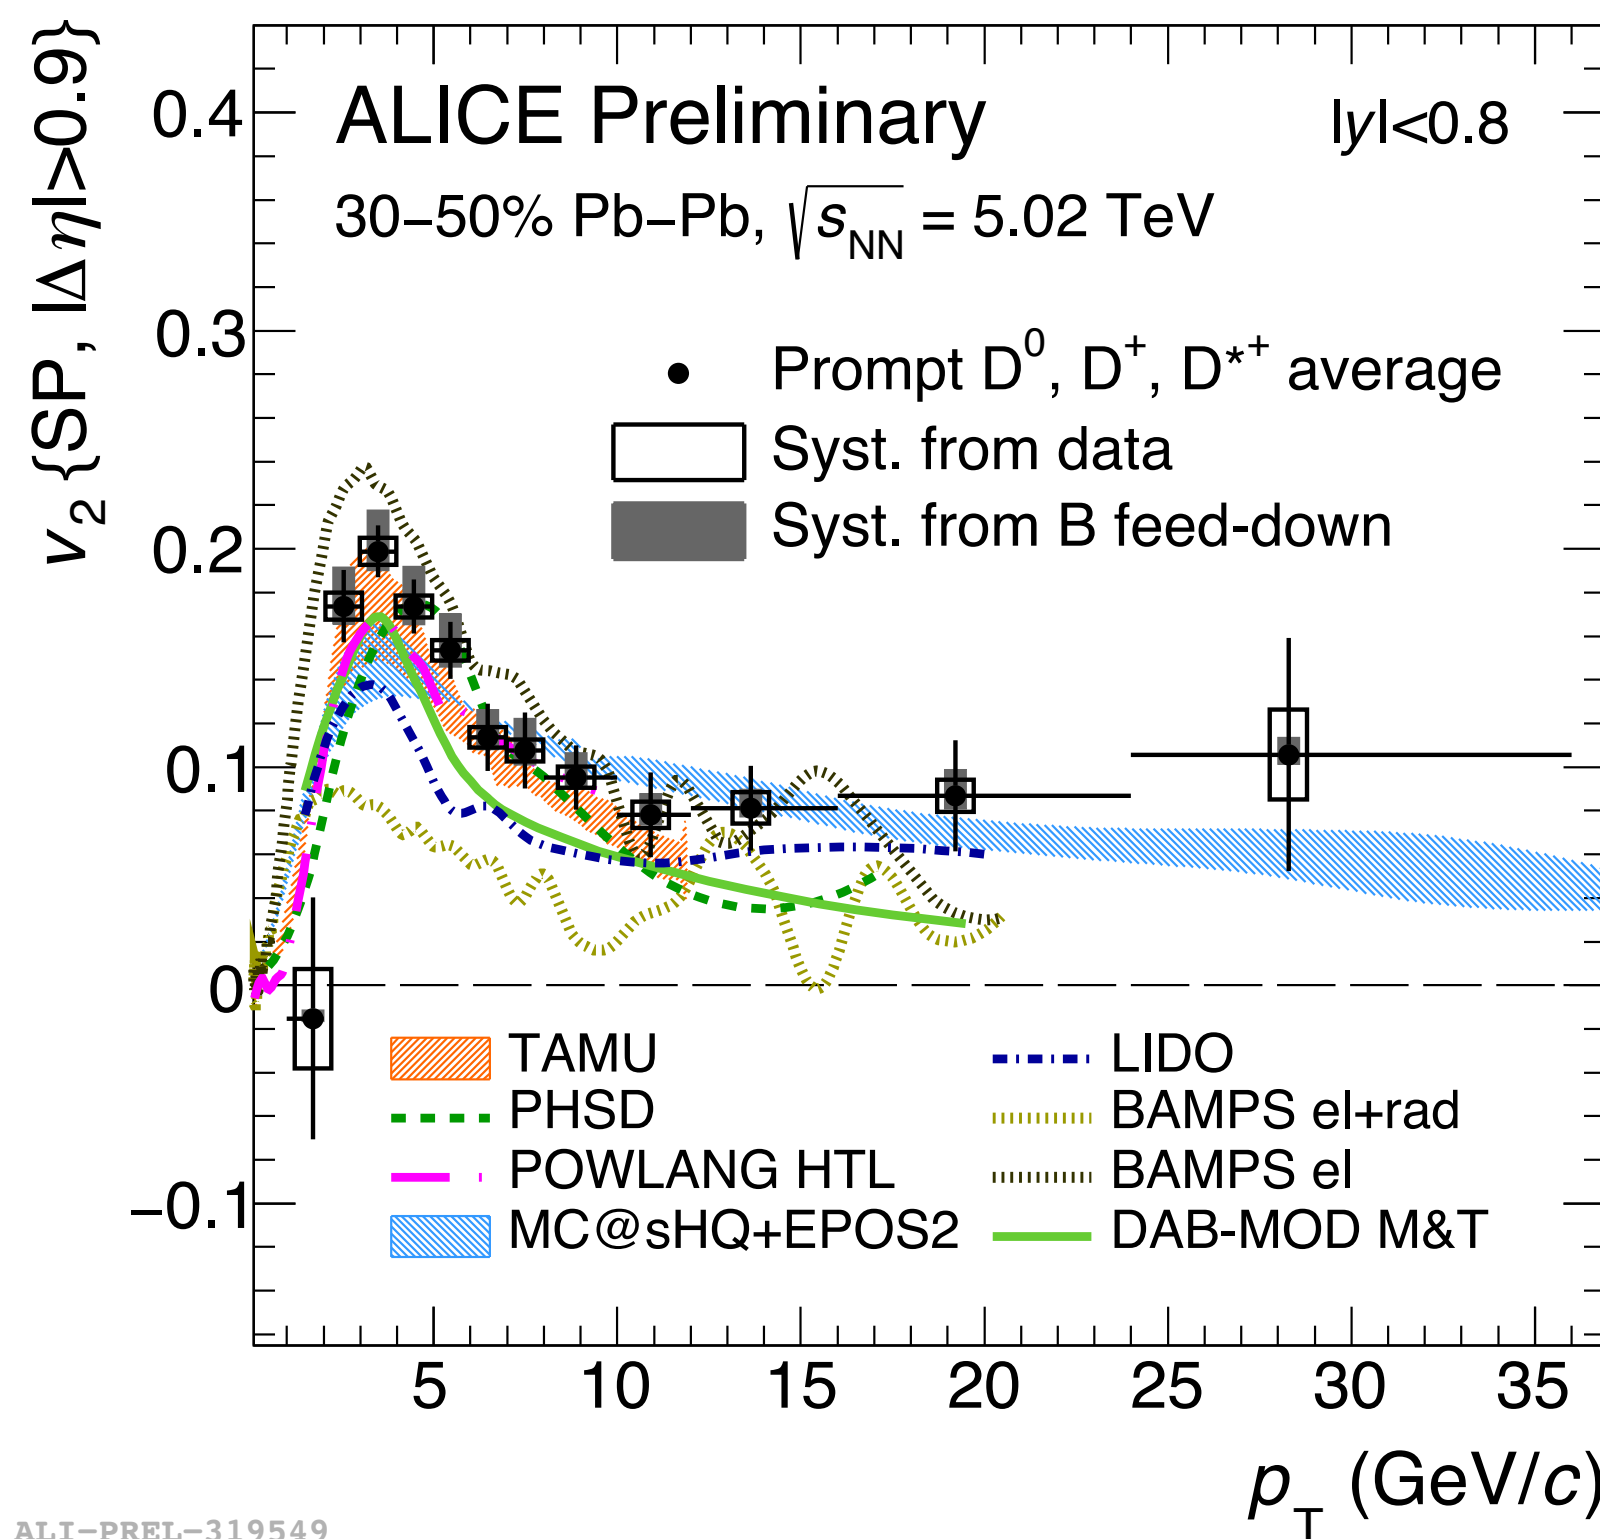 v2 {SP, |Δη|>0.9}
0.4
0.3
0.2
0.1
0
−0.1
ALICE Preliminary
|y|<0.8
30−50% Pb−Pb, √sNN = 5.02 TeV
Prompt D0, D+, D*+ average
Syst. from data
Syst. from B feed-down
TAMU
PHSD
POWLANG HTL
MC@sHQ+EPOS2
LIDO
BAMPS el+rad
BAMPS el
DAB-MOD M&T
5 10 15 20 25 30 35
pT (GeV/c)
ALI−PREL−319549